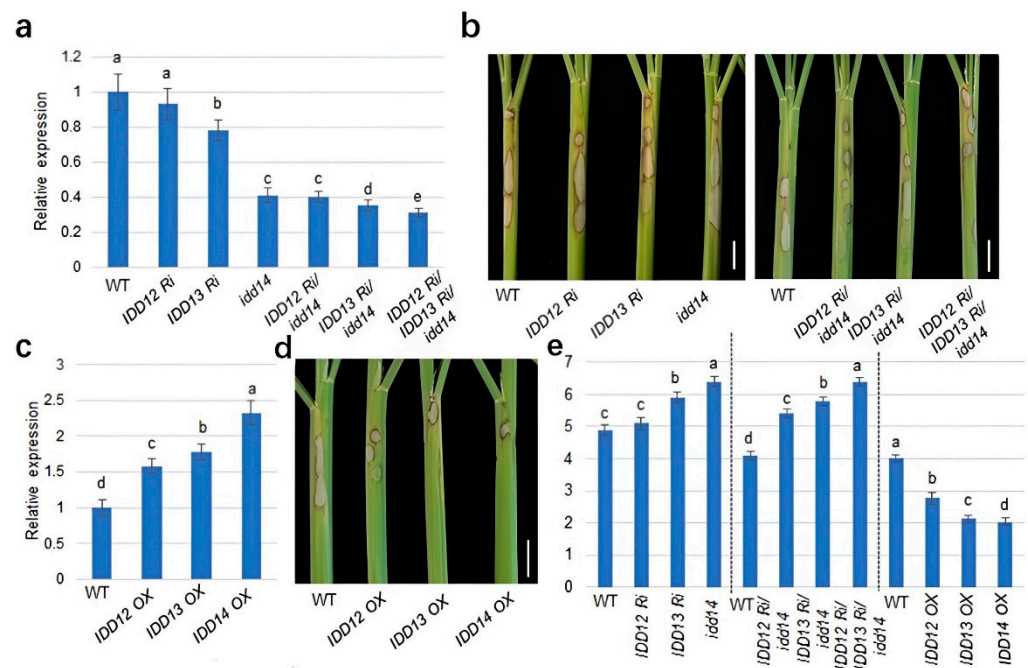 a
Relative expression
1.2
1
0.8
0.6
0.4
0.2
0
a
a
b
c
c
d
e
WT
IDD12 Ri
IDD13 Ri
idd14
IDD12 Ri/
idd14
IDD13 Ri/
idd14
IDD12 Ri/
IDD13 Ri/
idd14
b
WT
IDD12 Ri
IDD13 Ri
idd14
WT
IDD12 Ri/
idd14
IDD13 Ri/
idd14
IDD12 Ri/
IDD13 Ri/
idd14
c
Relative expression
3
2.5
2
1.5
1
0.5
0
d
c
b
a
WT
IDD12 OX
IDD13 OX
IDD14 OX
d
WT
IDD12 OX
IDD13 OX
IDD14 OX
e
7
6
5
4
3
2
1
0
c
c
b
a
d
c
b
a
a
b
c
d
WT
IDD12 Ri
IDD13 Ri
idd14
WT
IDD12 Ri/
idd14
IDD13 Ri/
idd14
IDD12 Ri/
IDD13 Ri/
idd14
WT
IDD12 OX
IDD13 OX
IDD14 OX